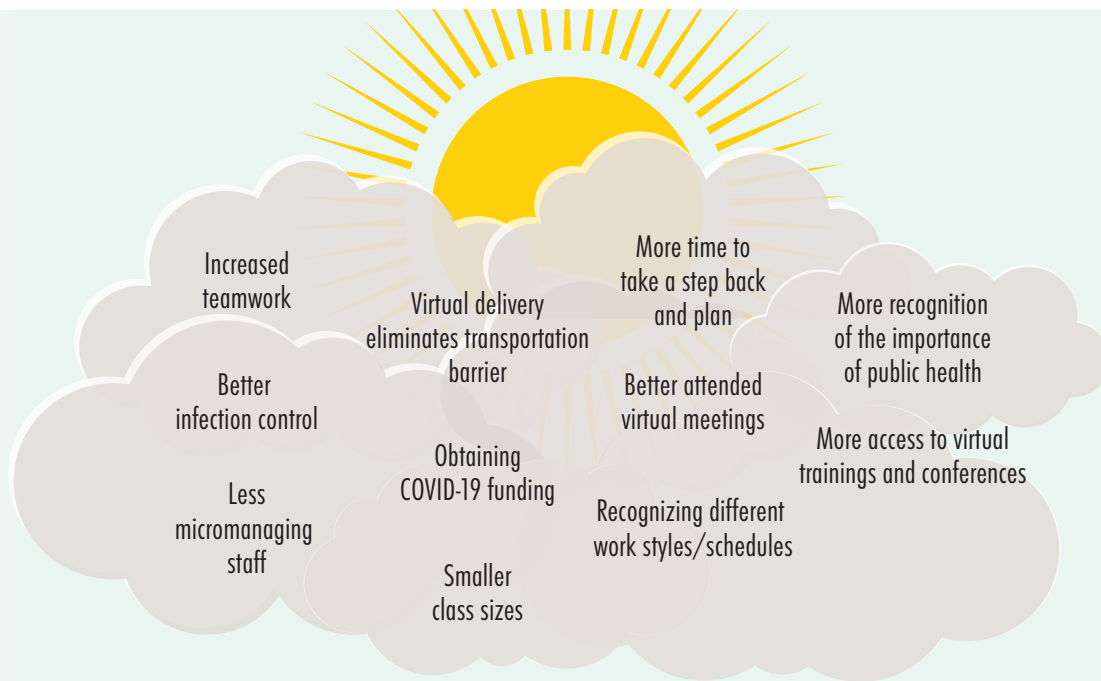 Increased
teamwork
Better
infection control
Less
micromanaging
staff
Virtual delivery
eliminates transportation
barrier
Obtaining
COVID-19 funding
Smaller
class sizes
More time to
take a step back
and plan
Better attended
virtual meetings
Recognizing different
work styles/schedules
More recognition
of the importance
of public health
More access to virtual
trainings and conferences